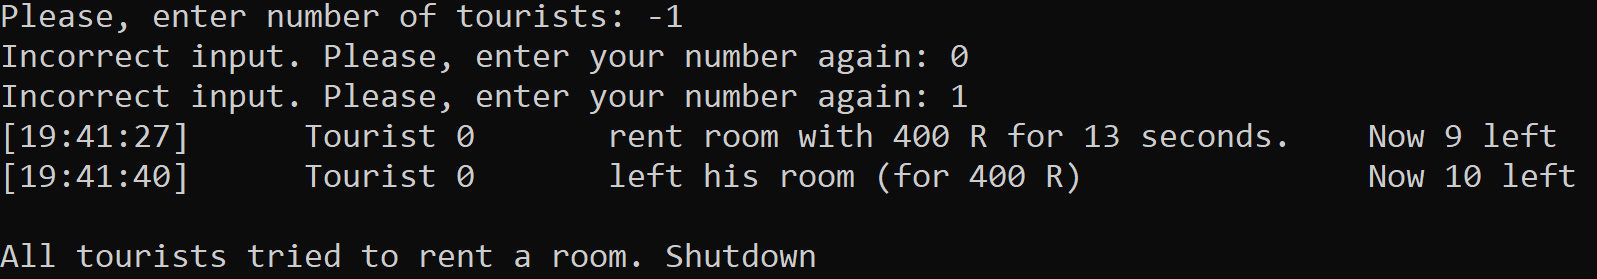 Please, enter number of tourists: -1
Incorrect input. Please, enter your number again: 0
Incorrect input. Please, enter your number again: 1
[19:41:27]      Tourist 0       rent room with 400 R for 13 seconds.    Now 9 left
[19:41:40]      Tourist 0       left his room (for 400 R)               Now 10 left
All tourists tried to rent a room. Shutdown